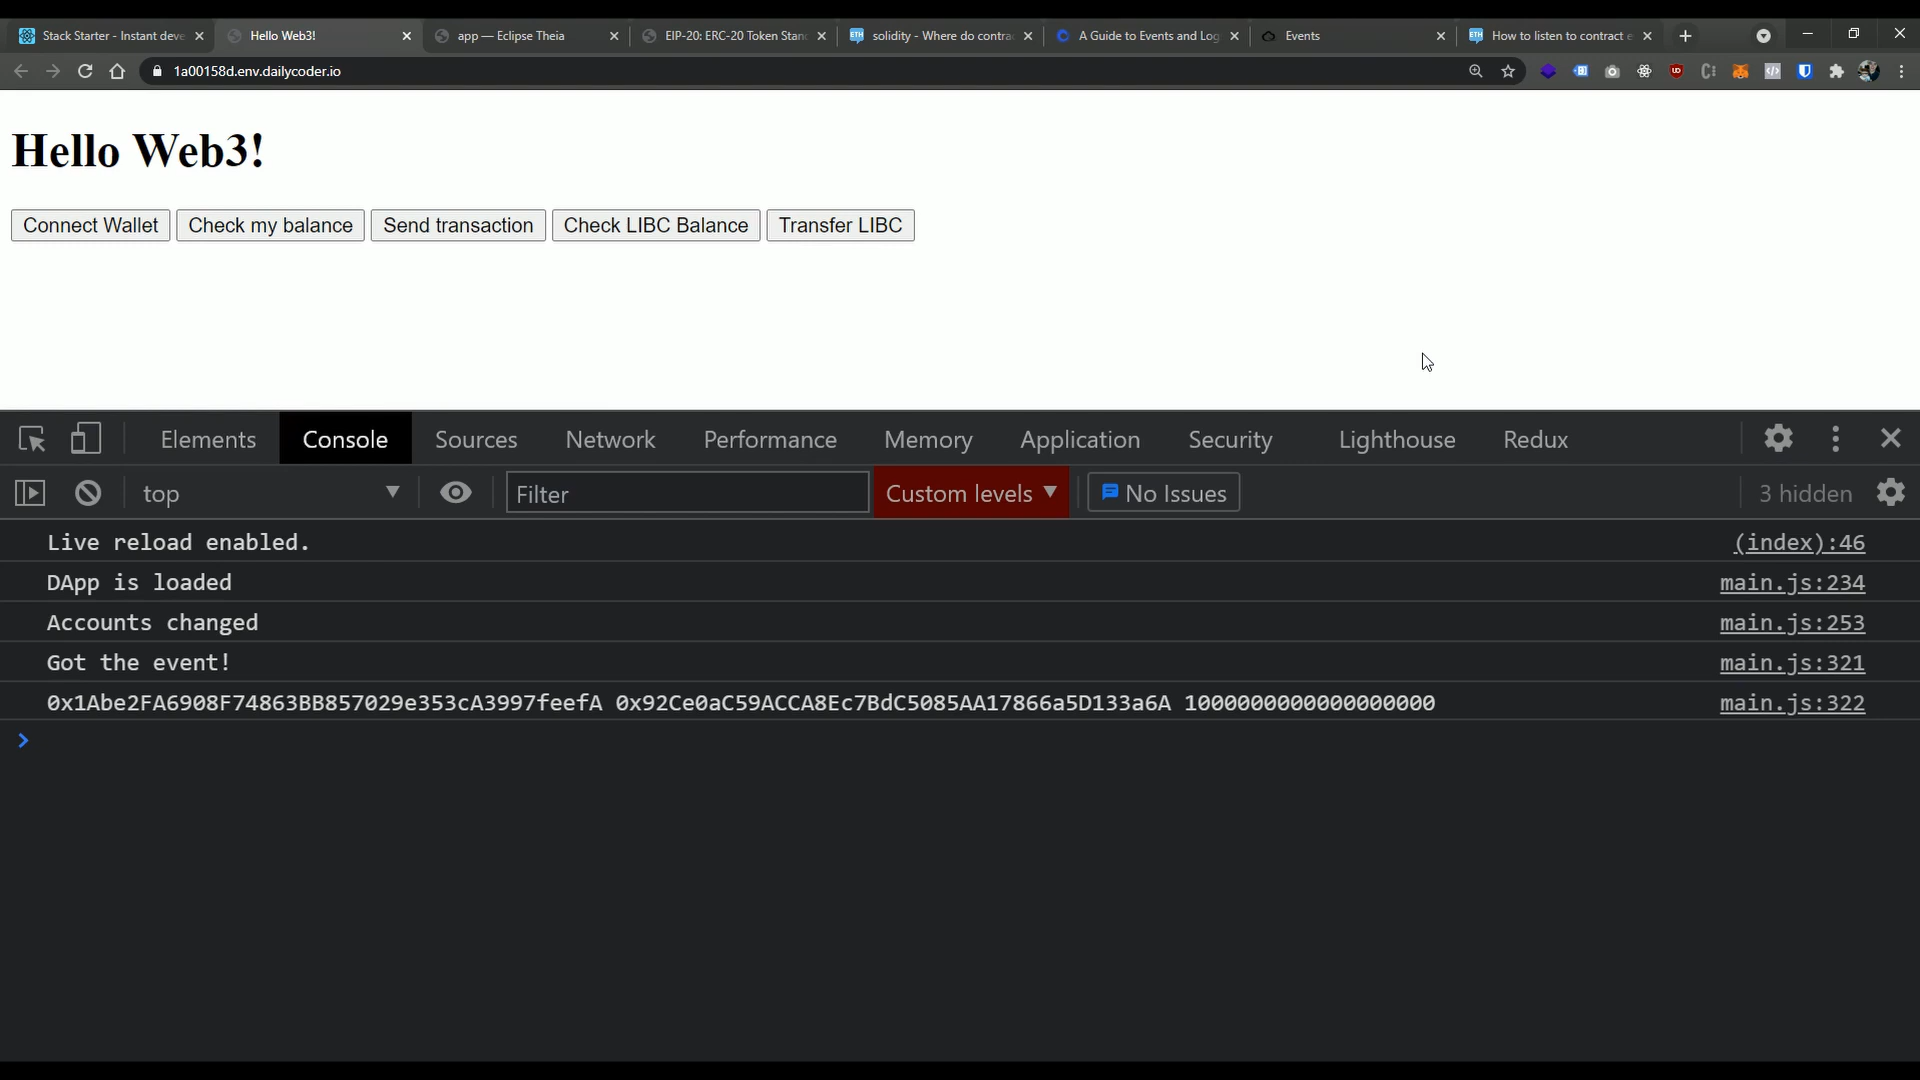 Stack Starter - Instant deve
Hello Web3!
app — Eclipse Theia
EIP-20: ERC-20 Token Stan
solidity - Where do contra
A Guide to Events and Log
Events
How to listen to contract e
1a00158d.env.dailycoder.io
Hello Web3!
Connect Wallet
Check my balance
Send transaction
Check LIBC Balance
Transfer LIBC
Elements
Console
Sources
Network
Performance
Memory
Application
Security
Lighthouse
Redux
top
Filter
Custom levels
No Issues
3 hidden
Live reload enabled. (index):46
DApp is loaded main.js:234
Accounts changed main.js:253
Got the event! main.js:321
0x1Abe2FA6908F74863BB857029e353cA3997feefA 0x92Ce0aC59ACCA8Ec7BdC5085AA17866a5D133a6A 1000000000000000000 main.js:322